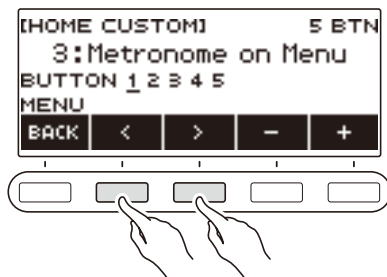 [HOME CUSTOM] 5 BTN
3:Metronome on Menu
BUTTON 1 2 3 4 5
MENU
BACK < > - +